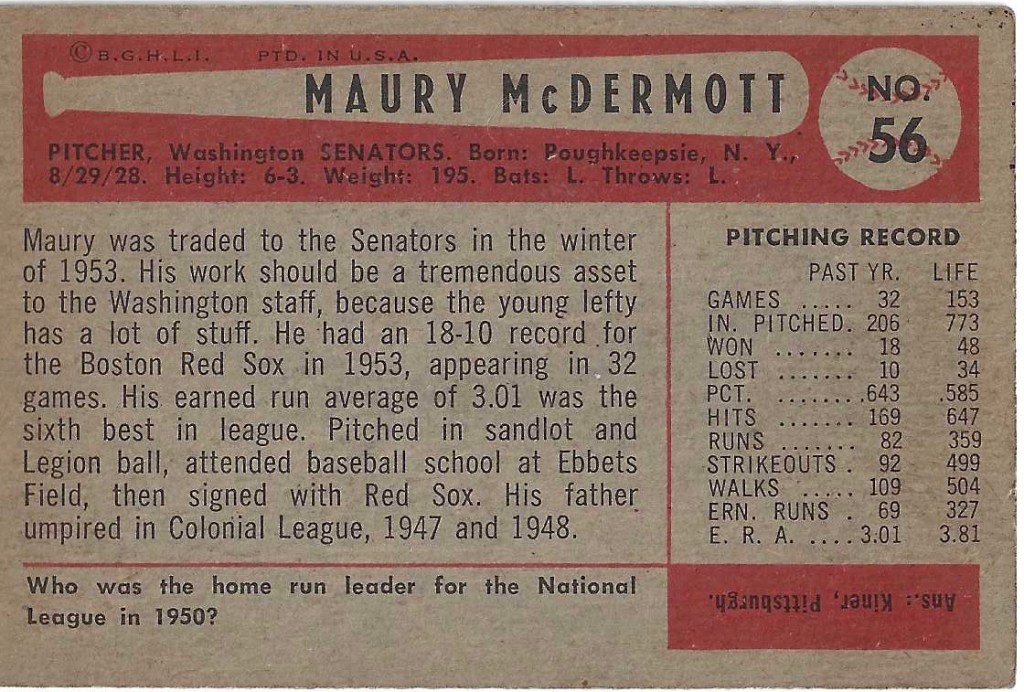 © B.G.H.L.I. PTD. IN U.S.A.
MAURY McDERMOTT
NO.
56
PITCHER, Washington SENATORS. Born: Poughkeepsie, N. Y.,
8/29/28. Height: 6-3. Weight: 195. Bats: L. Throws: L.
Maury was traded to the Senators in the winter
of 1953. His work should be a tremendous asset
to the Washington staff, because the young lefty
has a lot of stuff. He had an 18-10 record for
the Boston Red Sox in 1953, appearing in 32
games. His earned run average of 3.01 was the
sixth best in league. Pitched in sandlot and
Legion ball, attended baseball school at Ebbets
Field, then signed with Red Sox. His father
umpired in Colonial League, 1947 and 1948.
PITCHING RECORD
PAST YR. LIFE
GAMES ..... 32 153
IN. PITCHED. 206 773
WON ....... 18 48
LOST ....... 10 34
PCT. ........ .643 .585
HITS ....... 169 647
RUNS ....... 82 359
STRIKEOUTS . 92 499
WALKS ..... 109 504
ERN. RUNS . 69 327
E. R. A. .... 3.01 3.81
Who was the home run leader for the National
League in 1950?
Ans.: Kiner, Pittsburgh.